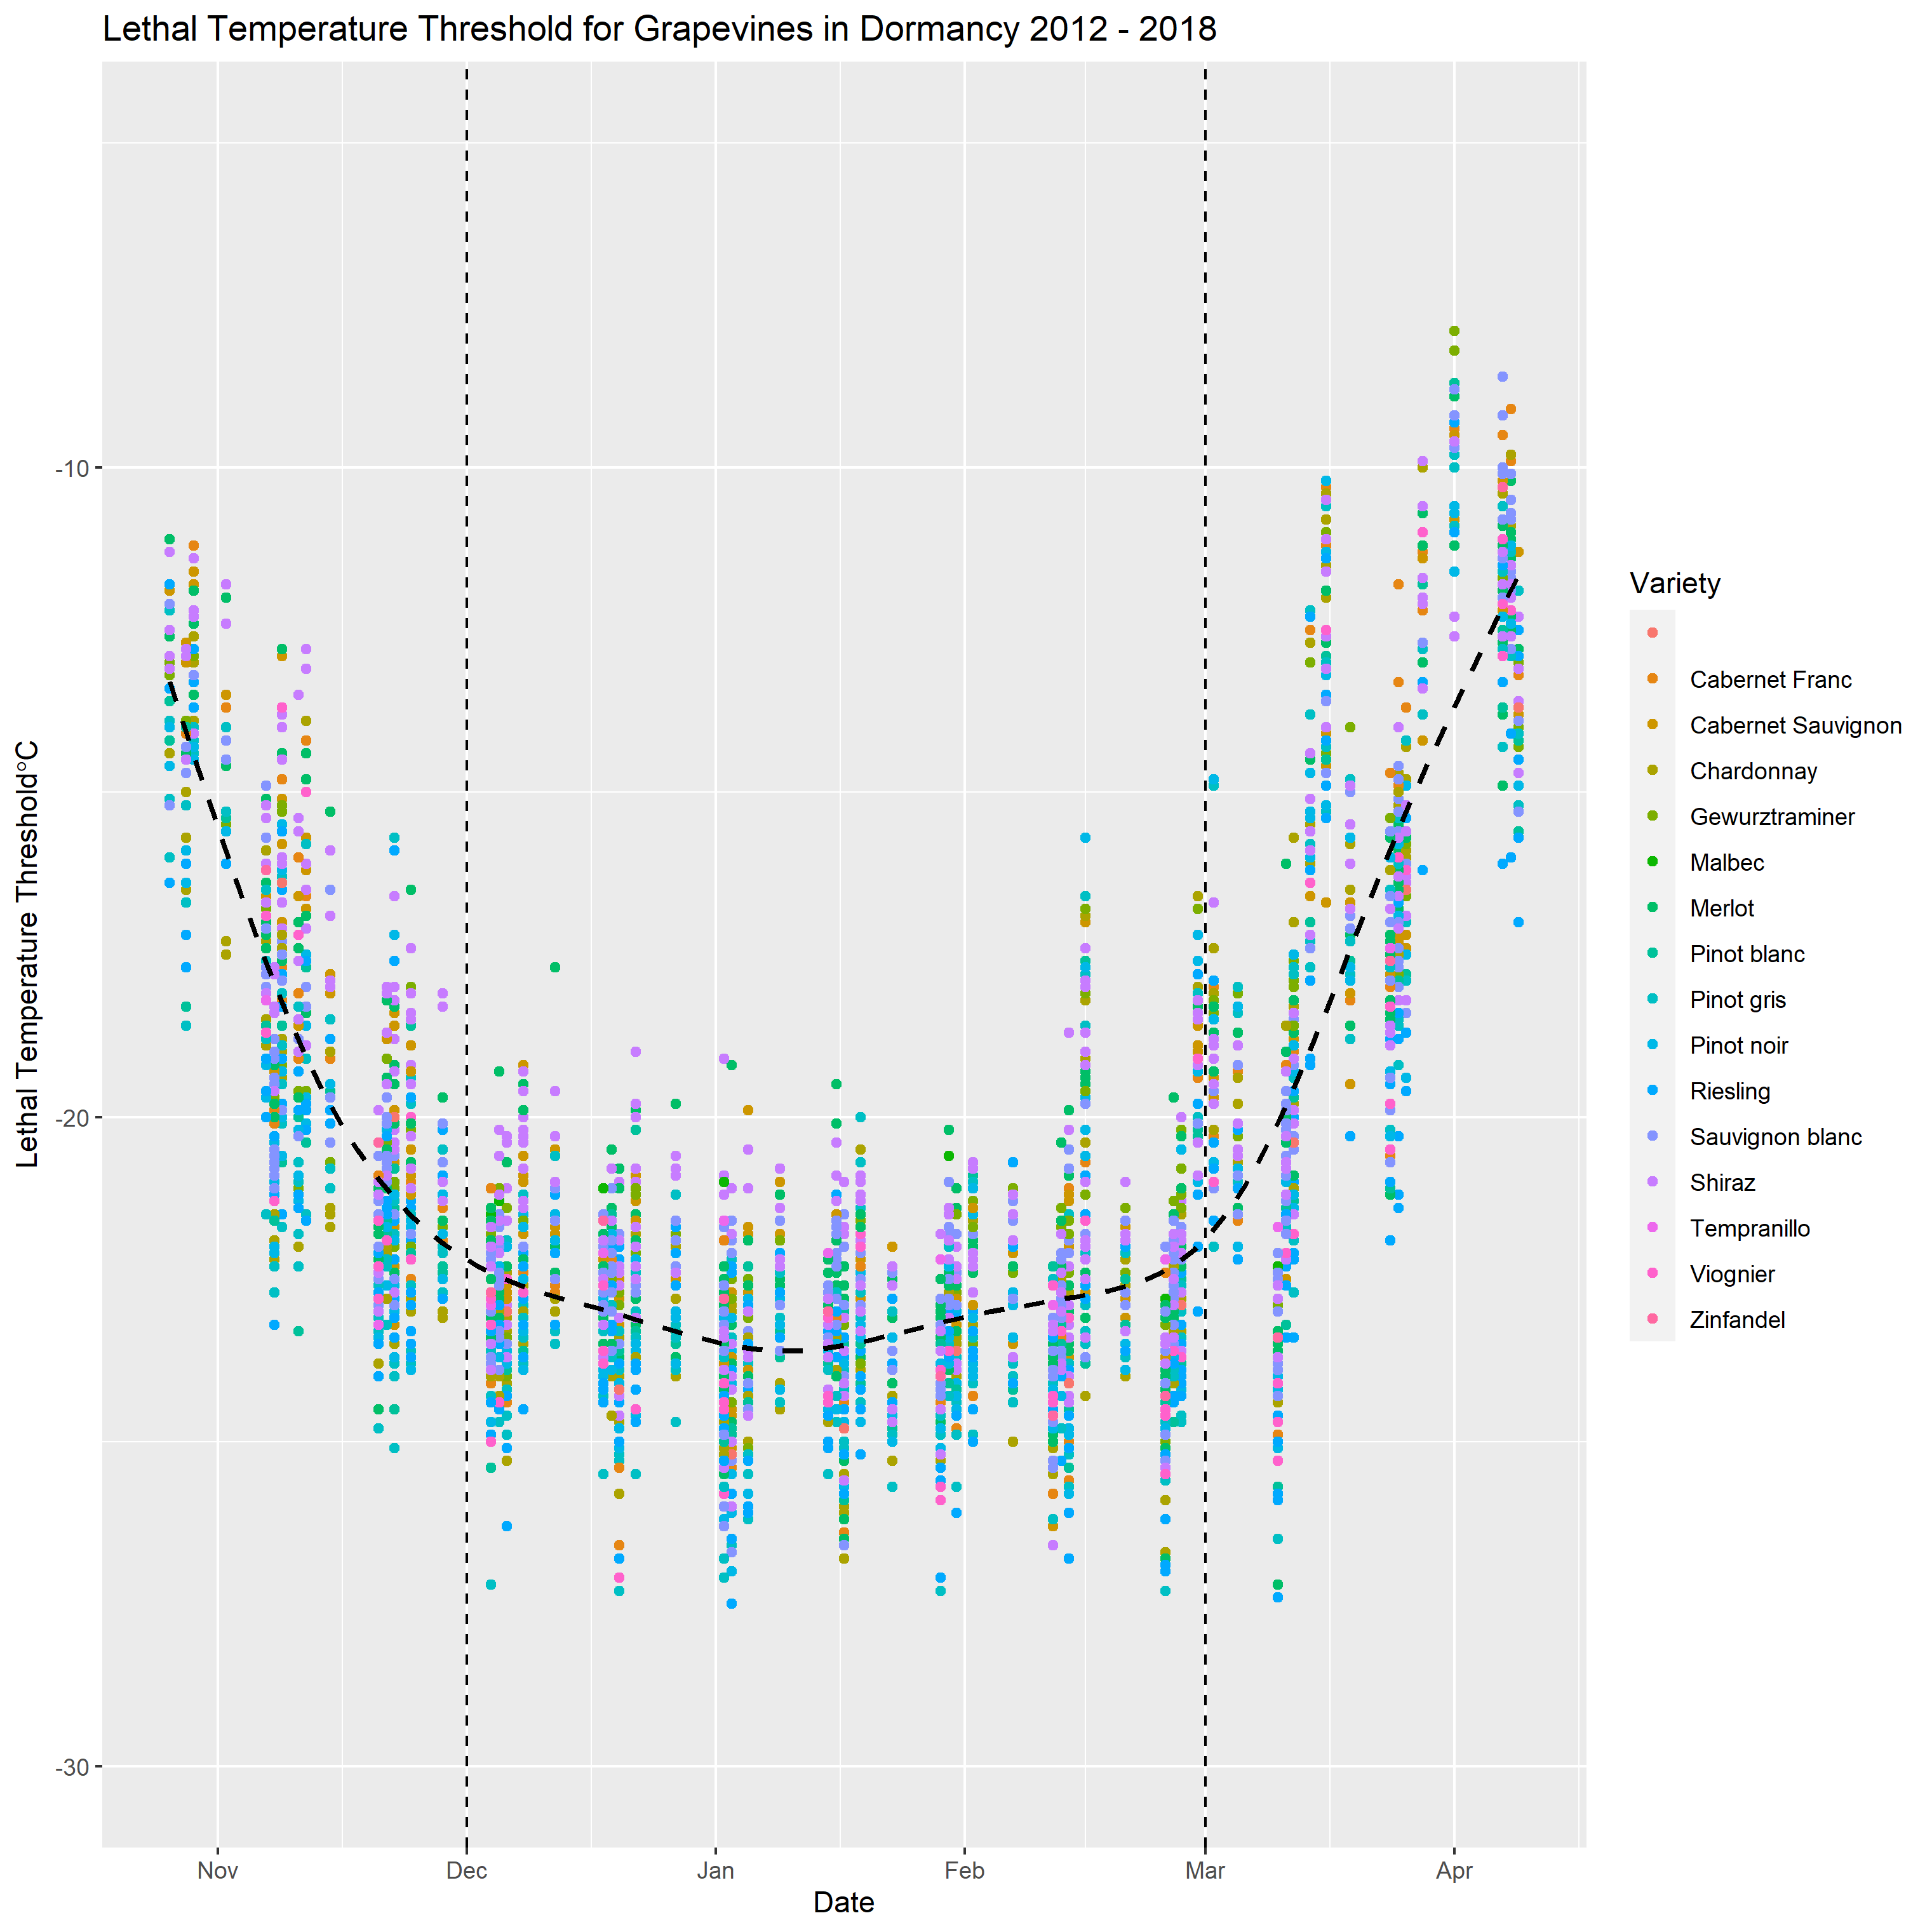 Lethal Temperature Threshold for Grapevines in Dormancy 2012 - 2018
Lethal Temperature Threshold°C
-10
-20
-30
Nov
Dec
Jan
Feb
Mar
Apr
Date
Variety
Cabernet Franc
Cabernet Sauvignon
Chardonnay
Gewurztraminer
Malbec
Merlot
Pinot blanc
Pinot gris
Pinot noir
Riesling
Sauvignon blanc
Shiraz
Tempranillo
Viognier
Zinfandel